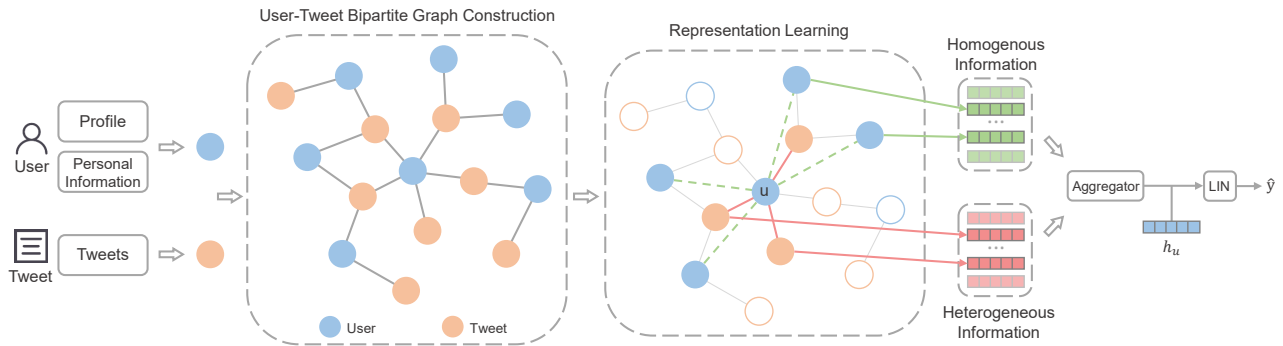 User-Tweet Bipartite Graph Construction
Representation Learning
Homogenous
Information
Profile
User
Personal
Information
Tweets
Tweet
User
Tweet
u
...
...
Heterogeneous
Information
Aggregator
LIN
ŷ
h_u